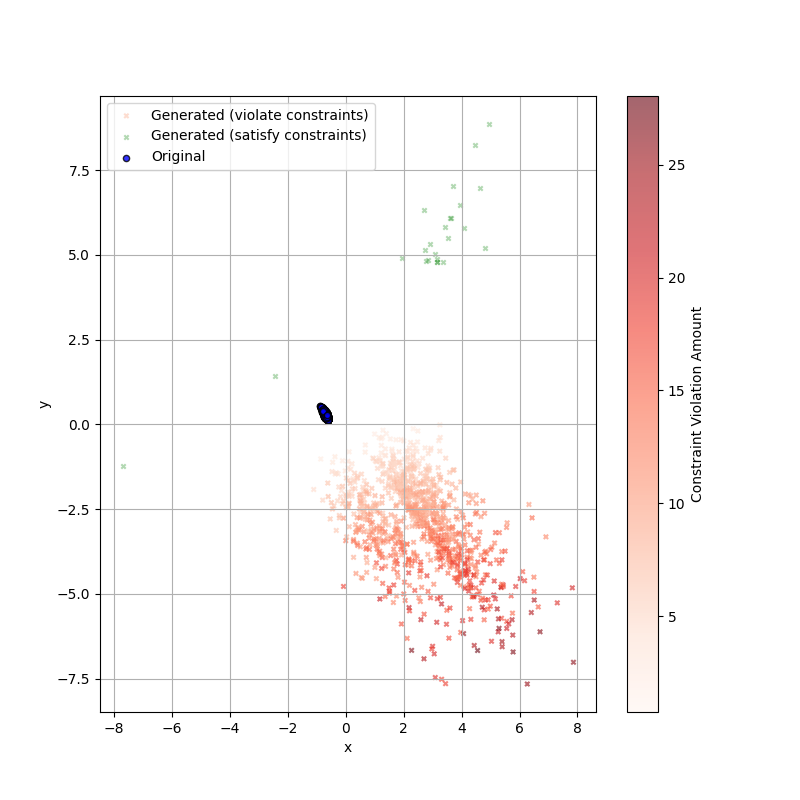 Generated (violate constraints)
Generated (satisfy constraints)
Original
7.5
5.0
2.5
0.0
−2.5
−5.0
−7.5
y
−8 −6 −4 −2 0 2 4 6 8
x
25
20
15
10
5
Constraint Violation Amount